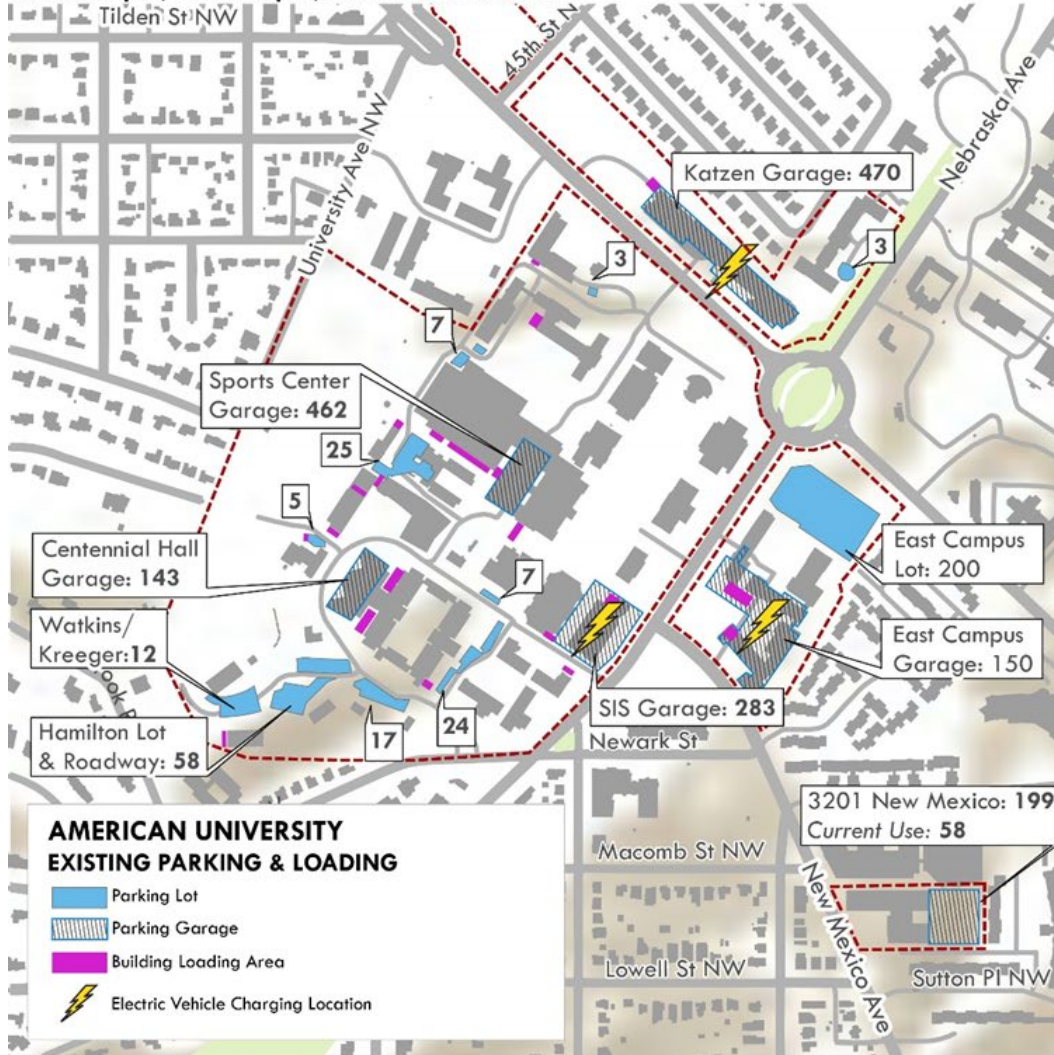 Tilden St NW
45th St N
Nebraska Ave
University Ave NW
Katzen Garage: 470
3
3
7
Sports Center
Garage: 462
25
5
Centennial Hall
Garage: 143
7
East Campus
Lot: 200
Watkins/
Kreeger:12
East Campus
Garage: 150
SIS Garage: 283
Hamilton Lot
& Roadway: 58
17
24
Newark St
3201 New Mexico: 199
Current Use: 58
AMERICAN UNIVERSITY
EXISTING PARKING & LOADING
Parking Lot
Parking Garage
Building Loading Area
Electric Vehicle Charging Location
Macomb St NW
New Mexico Ave
Lowell St NW
Sutton Pl NW